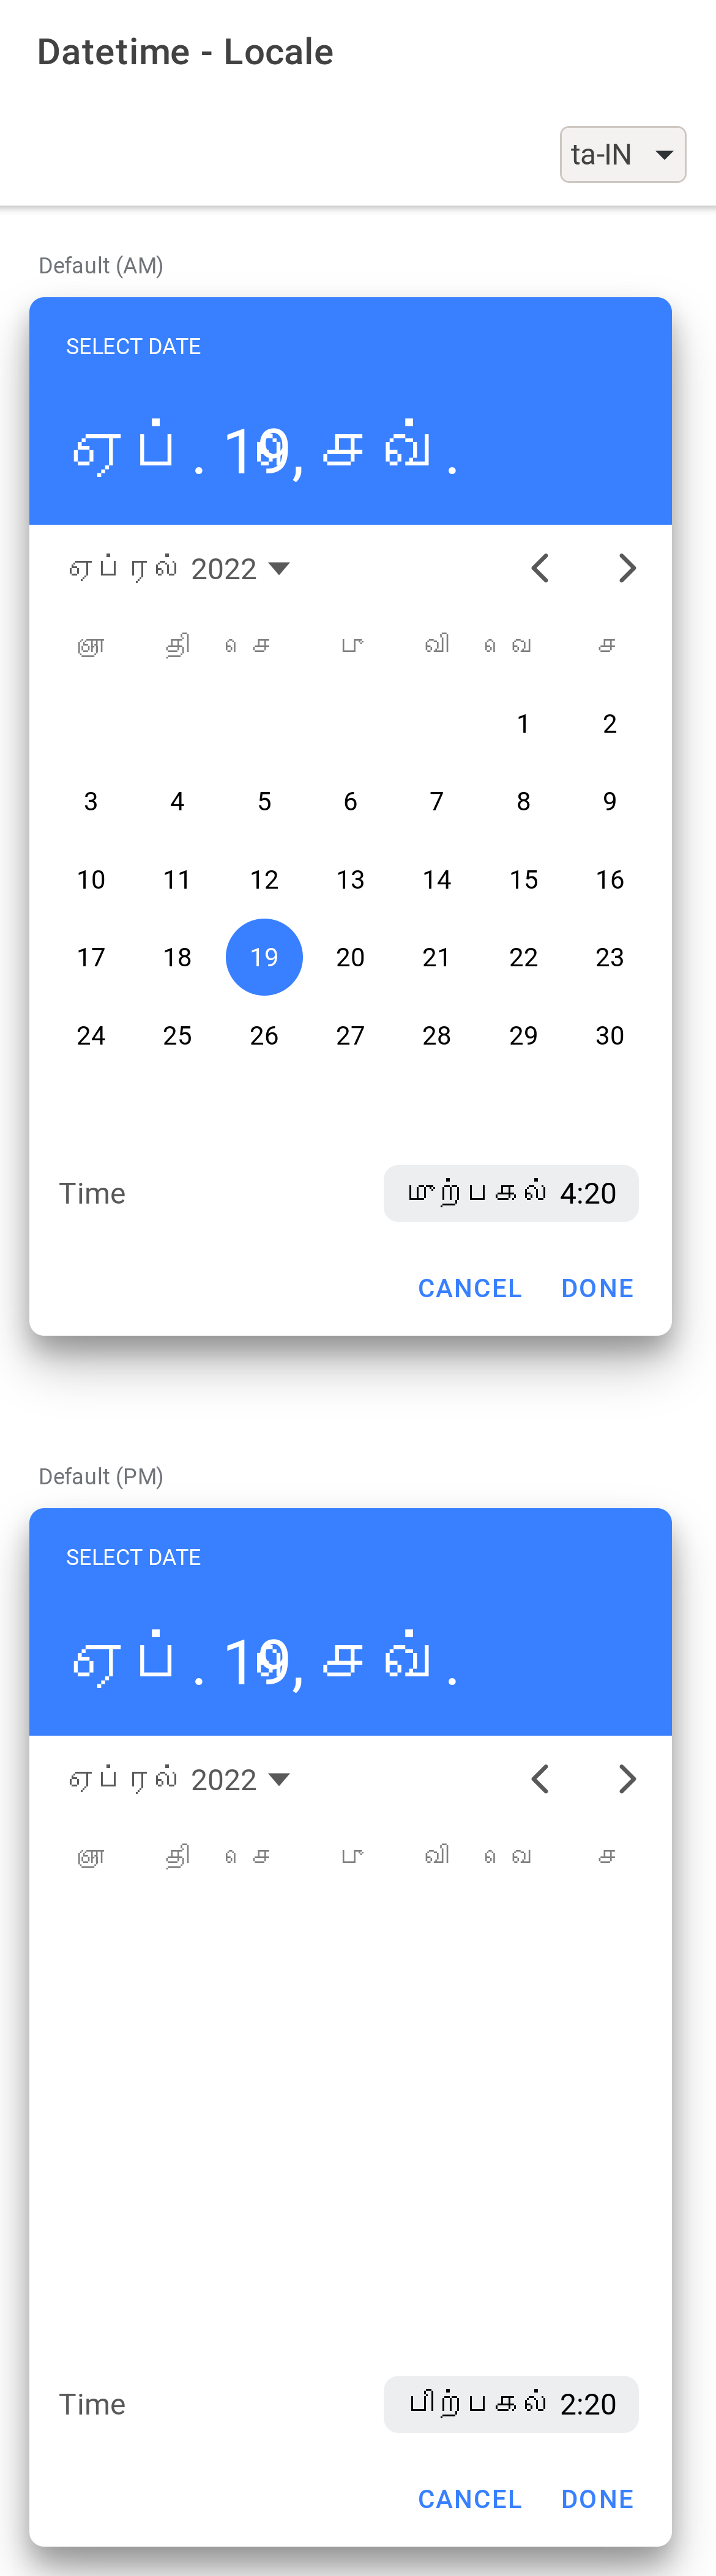 Datetime - Locale
ta-IN
Default (AM)
SELECT DATE
ஏப். 19, செவ்.
ஏப்ரல் 2022
ஞா தி செ பு வி வெ ச
1 2
3 4 5 6 7 8 9
10 11 12 13 14 15 16
17 18 19 20 21 22 23
24 25 26 27 28 29 30
Time முற்பகல் 4:20
CANCEL DONE
Default (PM)
SELECT DATE
ஏப். 19, செவ்.
ஏப்ரல் 2022
ஞா தி செ பு வி வெ ச
Time பிற்பகல் 2:20
CANCEL DONE